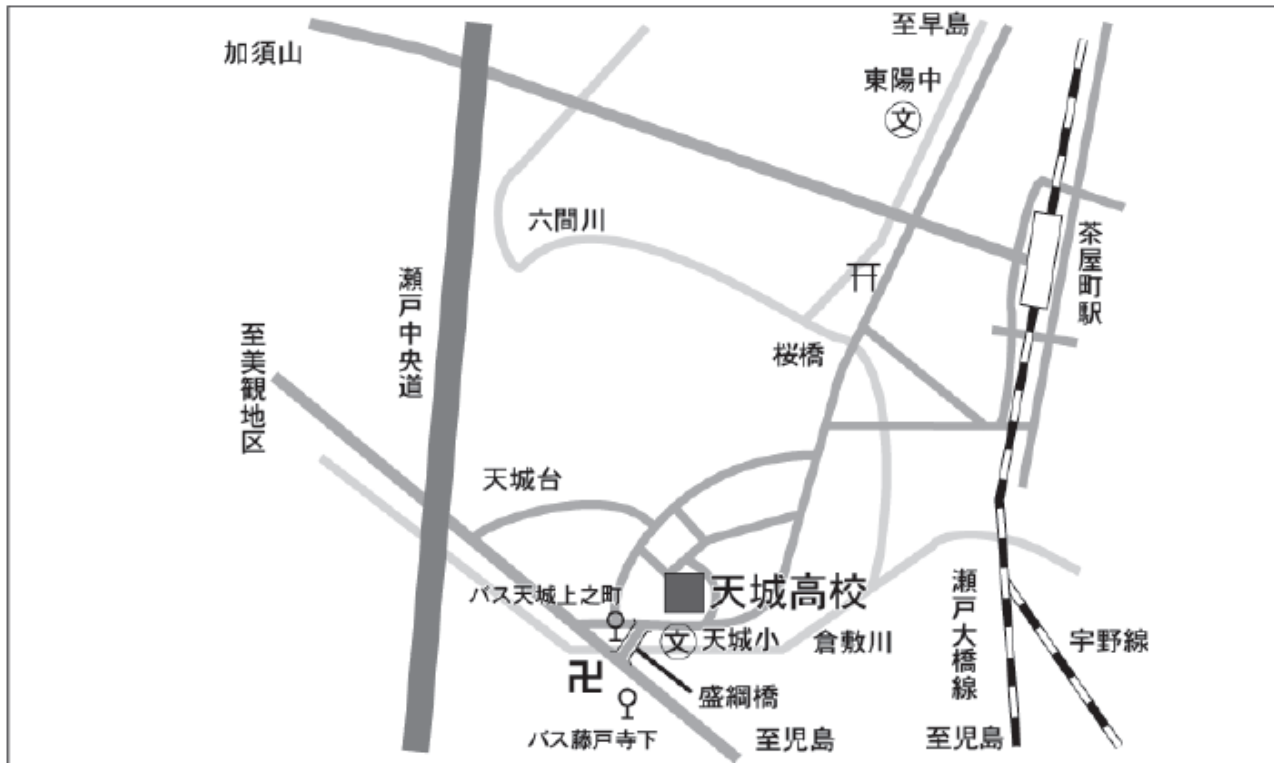 至早島
加須山
東陽中
文
六間川
茶屋町駅
瀬戸中央道
至美観地区
桜橋
天城台
バス天城上之町
天城高校
瀬戸大橋線
文
天城小
倉敷川
宇野線
卍
盛綱橋
バス藤戸寺下
至児島
至児島